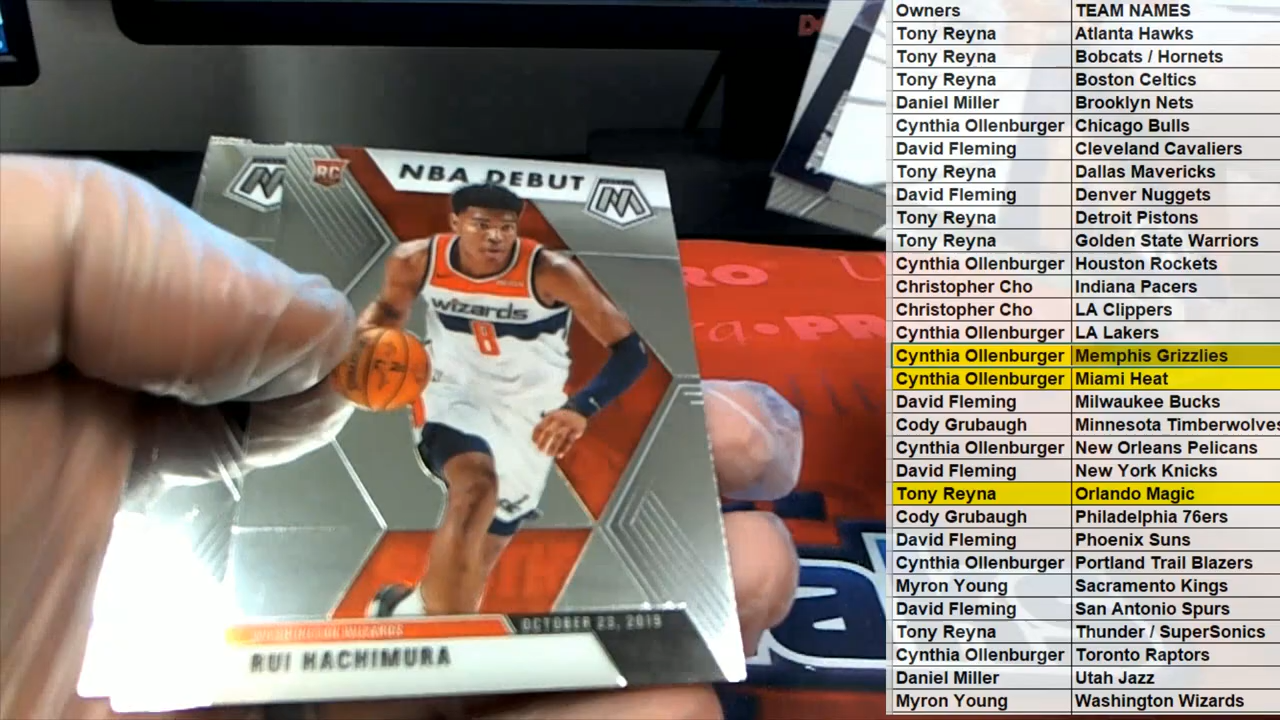 RC
NBA DEBUT
wizards
8
WASHINGTON WIZARDS
OCTOBER 23, 2019
RUI HACHIMURA
PRO
U
ra•PR
Owners TEAM NAMES
Tony Reyna Atlanta Hawks
Tony Reyna Bobcats / Hornets
Tony Reyna Boston Celtics
Daniel Miller Brooklyn Nets
Cynthia Ollenburger Chicago Bulls
David Fleming Cleveland Cavaliers
Tony Reyna Dallas Mavericks
David Fleming Denver Nuggets
Tony Reyna Detroit Pistons
Tony Reyna Golden State Warriors
Cynthia Ollenburger Houston Rockets
Christopher Cho Indiana Pacers
Christopher Cho LA Clippers
Cynthia Ollenburger LA Lakers
Cynthia Ollenburger Memphis Grizzlies
Cynthia Ollenburger Miami Heat
David Fleming Milwaukee Bucks
Cody Grubaugh Minnesota Timberwolves
Cynthia Ollenburger New Orleans Pelicans
David Fleming New York Knicks
Tony Reyna Orlando Magic
Cody Grubaugh Philadelphia 76ers
David Fleming Phoenix Suns
Cynthia Ollenburger Portland Trail Blazers
Myron Young Sacramento Kings
David Fleming San Antonio Spurs
Tony Reyna Thunder / SuperSonics
Cynthia Ollenburger Toronto Raptors
Daniel Miller Utah Jazz
Myron Young Washington Wizards